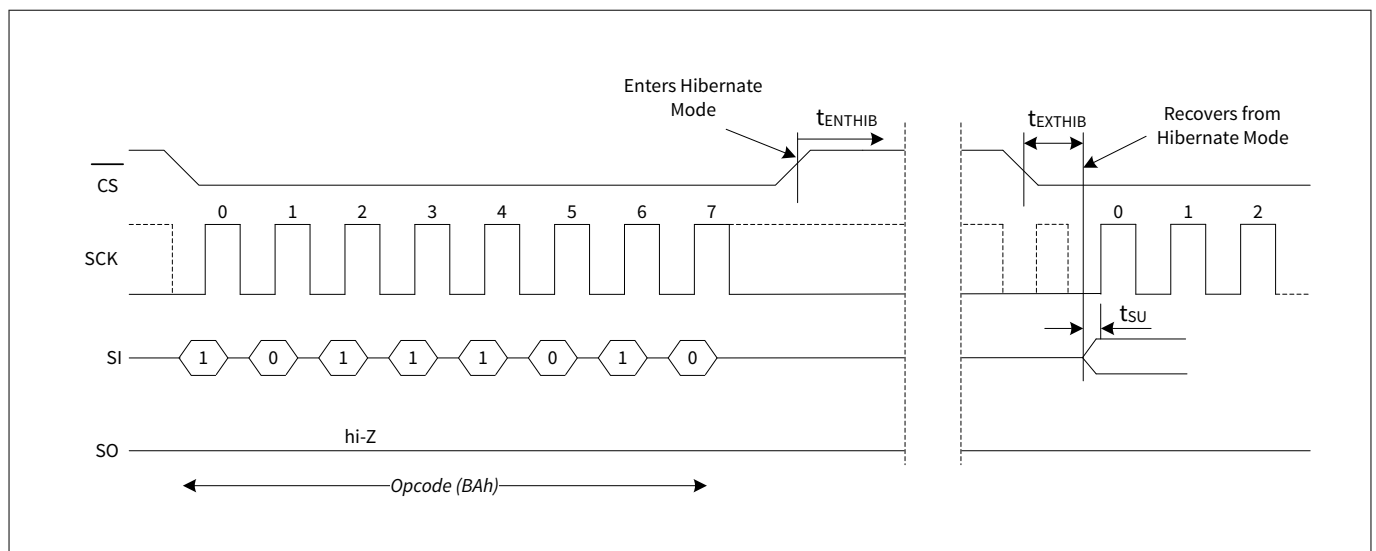 Enters Hibernate
Mode
tENTHIB
tEXTHIB
Recovers from
Hibernate Mode
CS
0 1 2 3 4 5 6 7 0 1 2
SCK
tSU
SI 1 0 1 1 1 0 1 0
hi-Z
SO
Opcode (BAh)